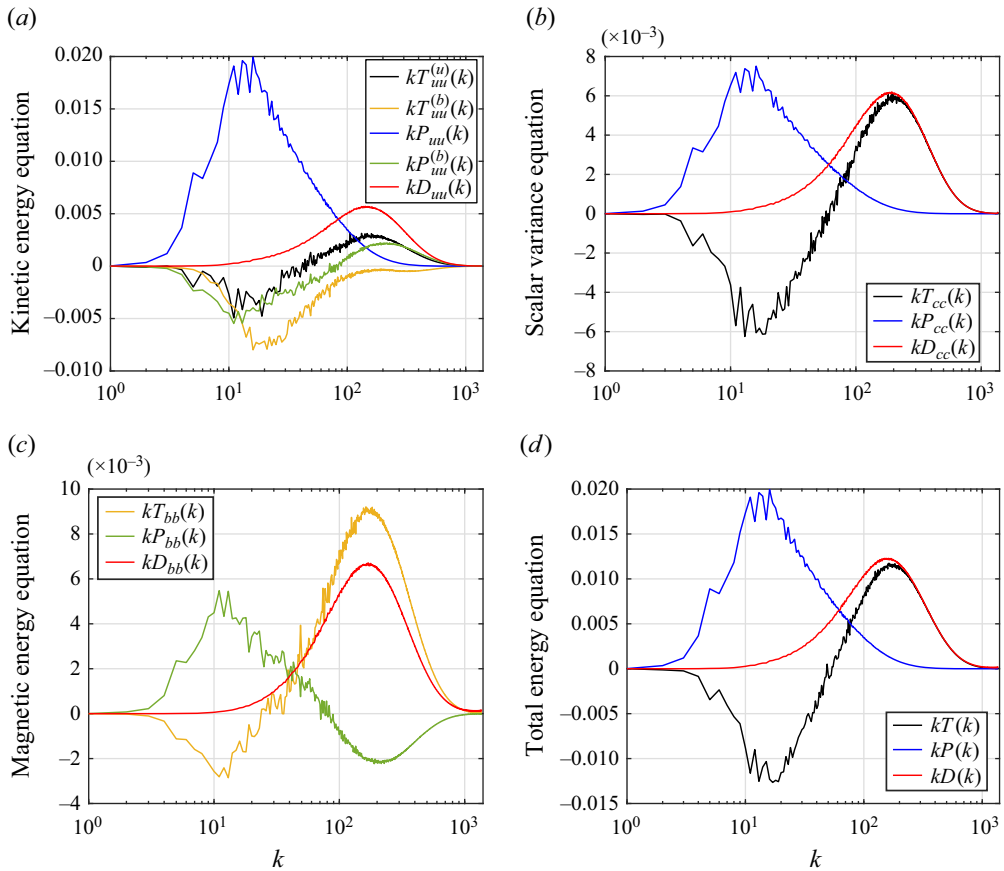 (a)
Kinetic energy equation
0.020
0.015
0.010
0.005
0
–0.005
–0.010
10^0
10^1
10^2
10^3
kT_{uu}^{(u)}(k)
kT_{uu}^{(b)}(k)
kP_{uu}(k)
kP_{uu}^{(b)}(k)
kD_{uu}(k)
(b)
(×10^{–3})
Scalar variance equation
8
6
4
2
0
–2
–4
–6
–8
10^0
10^1
10^2
10^3
kT_{cc}(k)
kP_{cc}(k)
kD_{cc}(k)
(c)
(×10^{–3})
Magnetic energy equation
10
8
6
4
2
0
–2
–4
10^0
10^1
10^2
10^3
k
kT_{bb}(k)
kP_{bb}(k)
kD_{bb}(k)
(d)
Total energy equation
0.020
0.015
0.010
0.005
0
–0.005
–0.010
–0.015
10^0
10^1
10^2
10^3
k
kT(k)
kP(k)
kD(k)